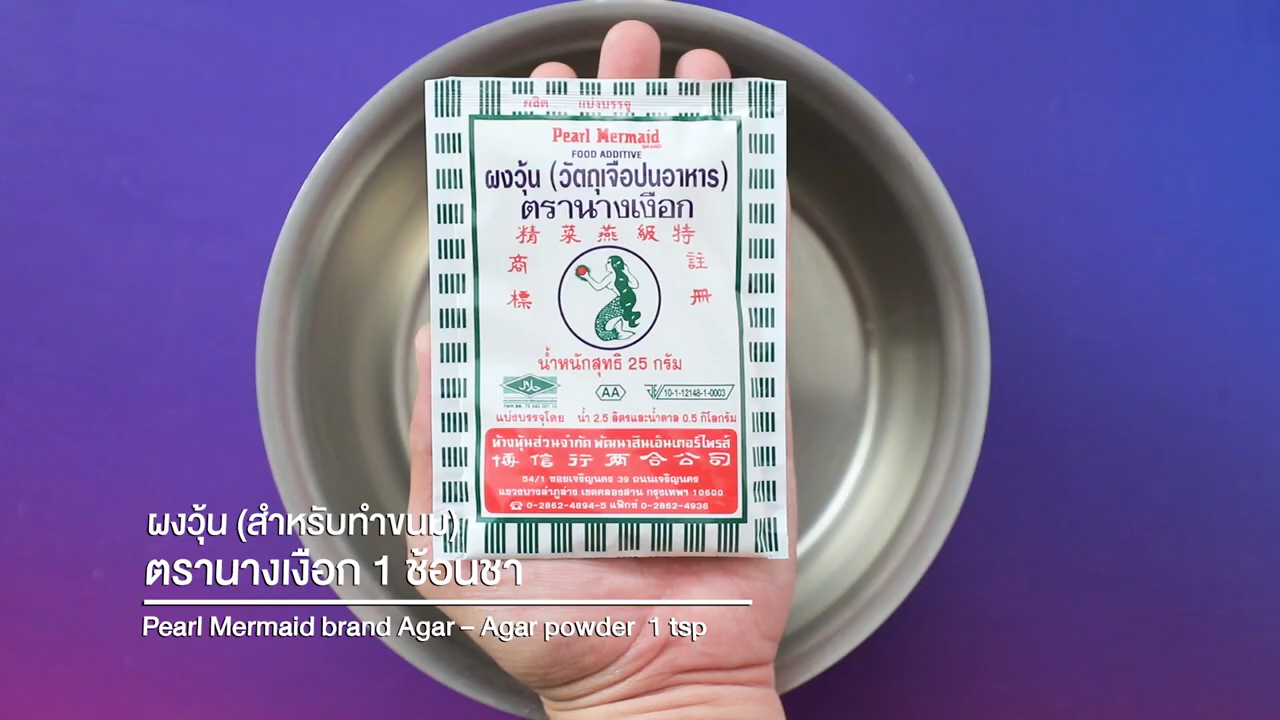 ผลิต แบ่งบรรจุ
Pearl Mermaid
BRAND
FOOD ADDITIVE
ผงวุ้น (วัตถุเจือปนอาหาร)
ตรานางเงือก
精 菜 燕 級 特
商 註
標 冊
น้ำหนักสุทธิ 25 กรัม
حلال
AA
10-1-12148-1-0003
แบ่งบรรจุโดย น้ำ 2.5 ลิตรและน้ำตาล 0.5 กิโลกรัม
ห้างหุ้นส่วนจำกัด พัฒนาสินเอ็นเตอร์ไพรส์
博 信 行 兩 合 公 司
54/1 ซอยเจริญนคร 39 ถนนเจริญนคร
แขวงบางลำภูล่าง เขตคลองสาน กรุงเทพฯ 10600
☎ 0-2862-4894-5 แฟ็กซ์ 0-2862-4936
ผงวุ้น (สำหรับทำขนม)
ตรานางเงือก 1 ช้อนชา
Pearl Mermaid brand Agar – Agar powder 1 tsp